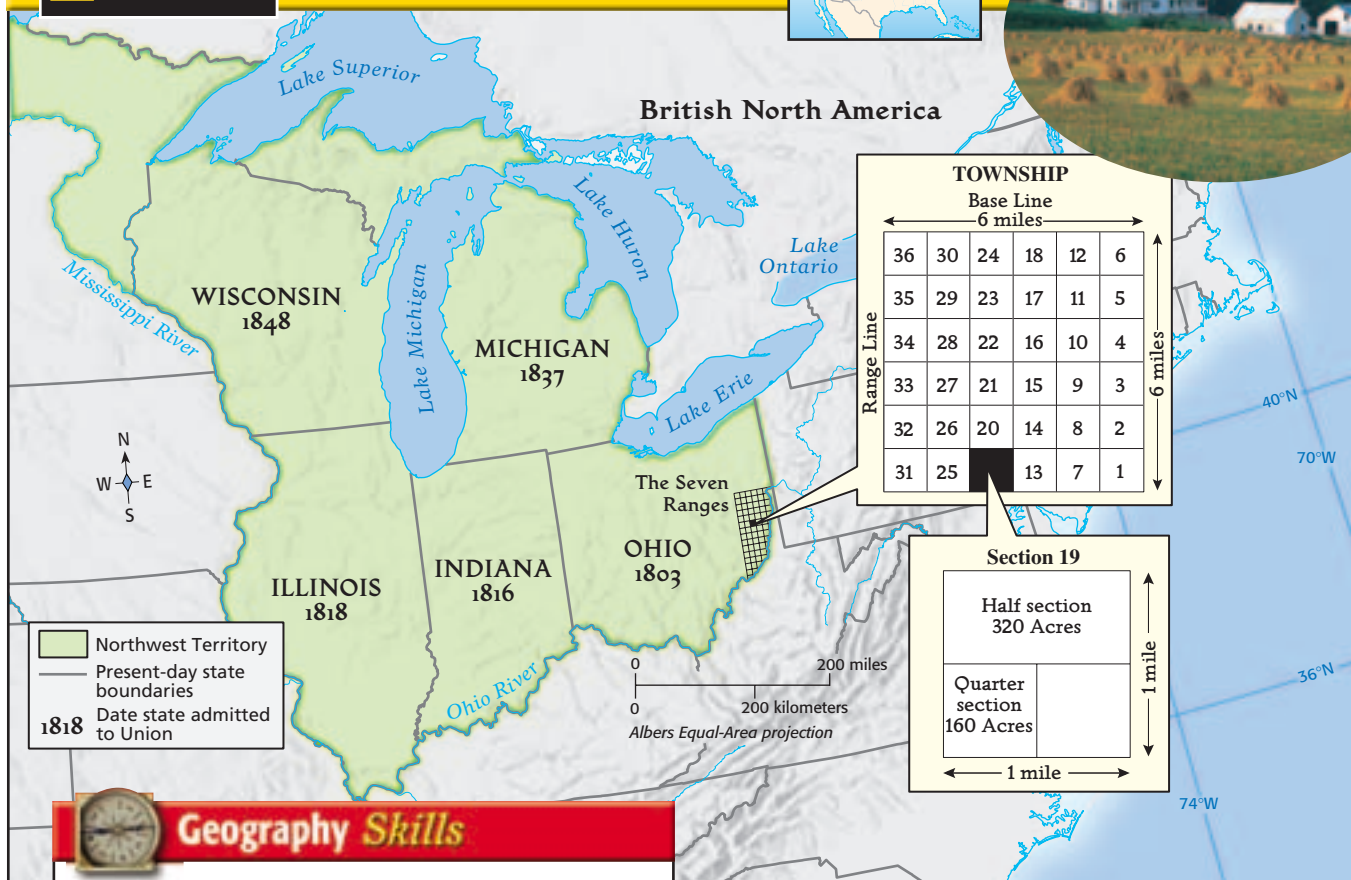 Lake Superior
British North America
Lake Huron
Lake
Ontario
Mississippi River
WISCONSIN
1848
Lake Michigan
MICHIGAN
1837
Lake Erie
The Seven
Ranges
OHIO
1803
INDIANA
1816
ILLINOIS
1818
Ohio River
N
W E
S
40°N
70°W
36°N
74°W
TOWNSHIP
Base Line
6 miles
Range Line
36 30 24 18 12 6
35 29 23 17 11 5
34 28 22 16 10 4
33 27 21 15 9 3
32 26 20 14 8 2
31 25 13 7 1
6 miles
Section 19
Half section
320 Acres
Quarter
section
160 Acres
1 mile
1 mile
Northwest Territory
Present-day state
boundaries
1818 Date state admitted
to Union
0 200 miles
0 200 kilometers
Albers Equal-Area projection
Geography Skills